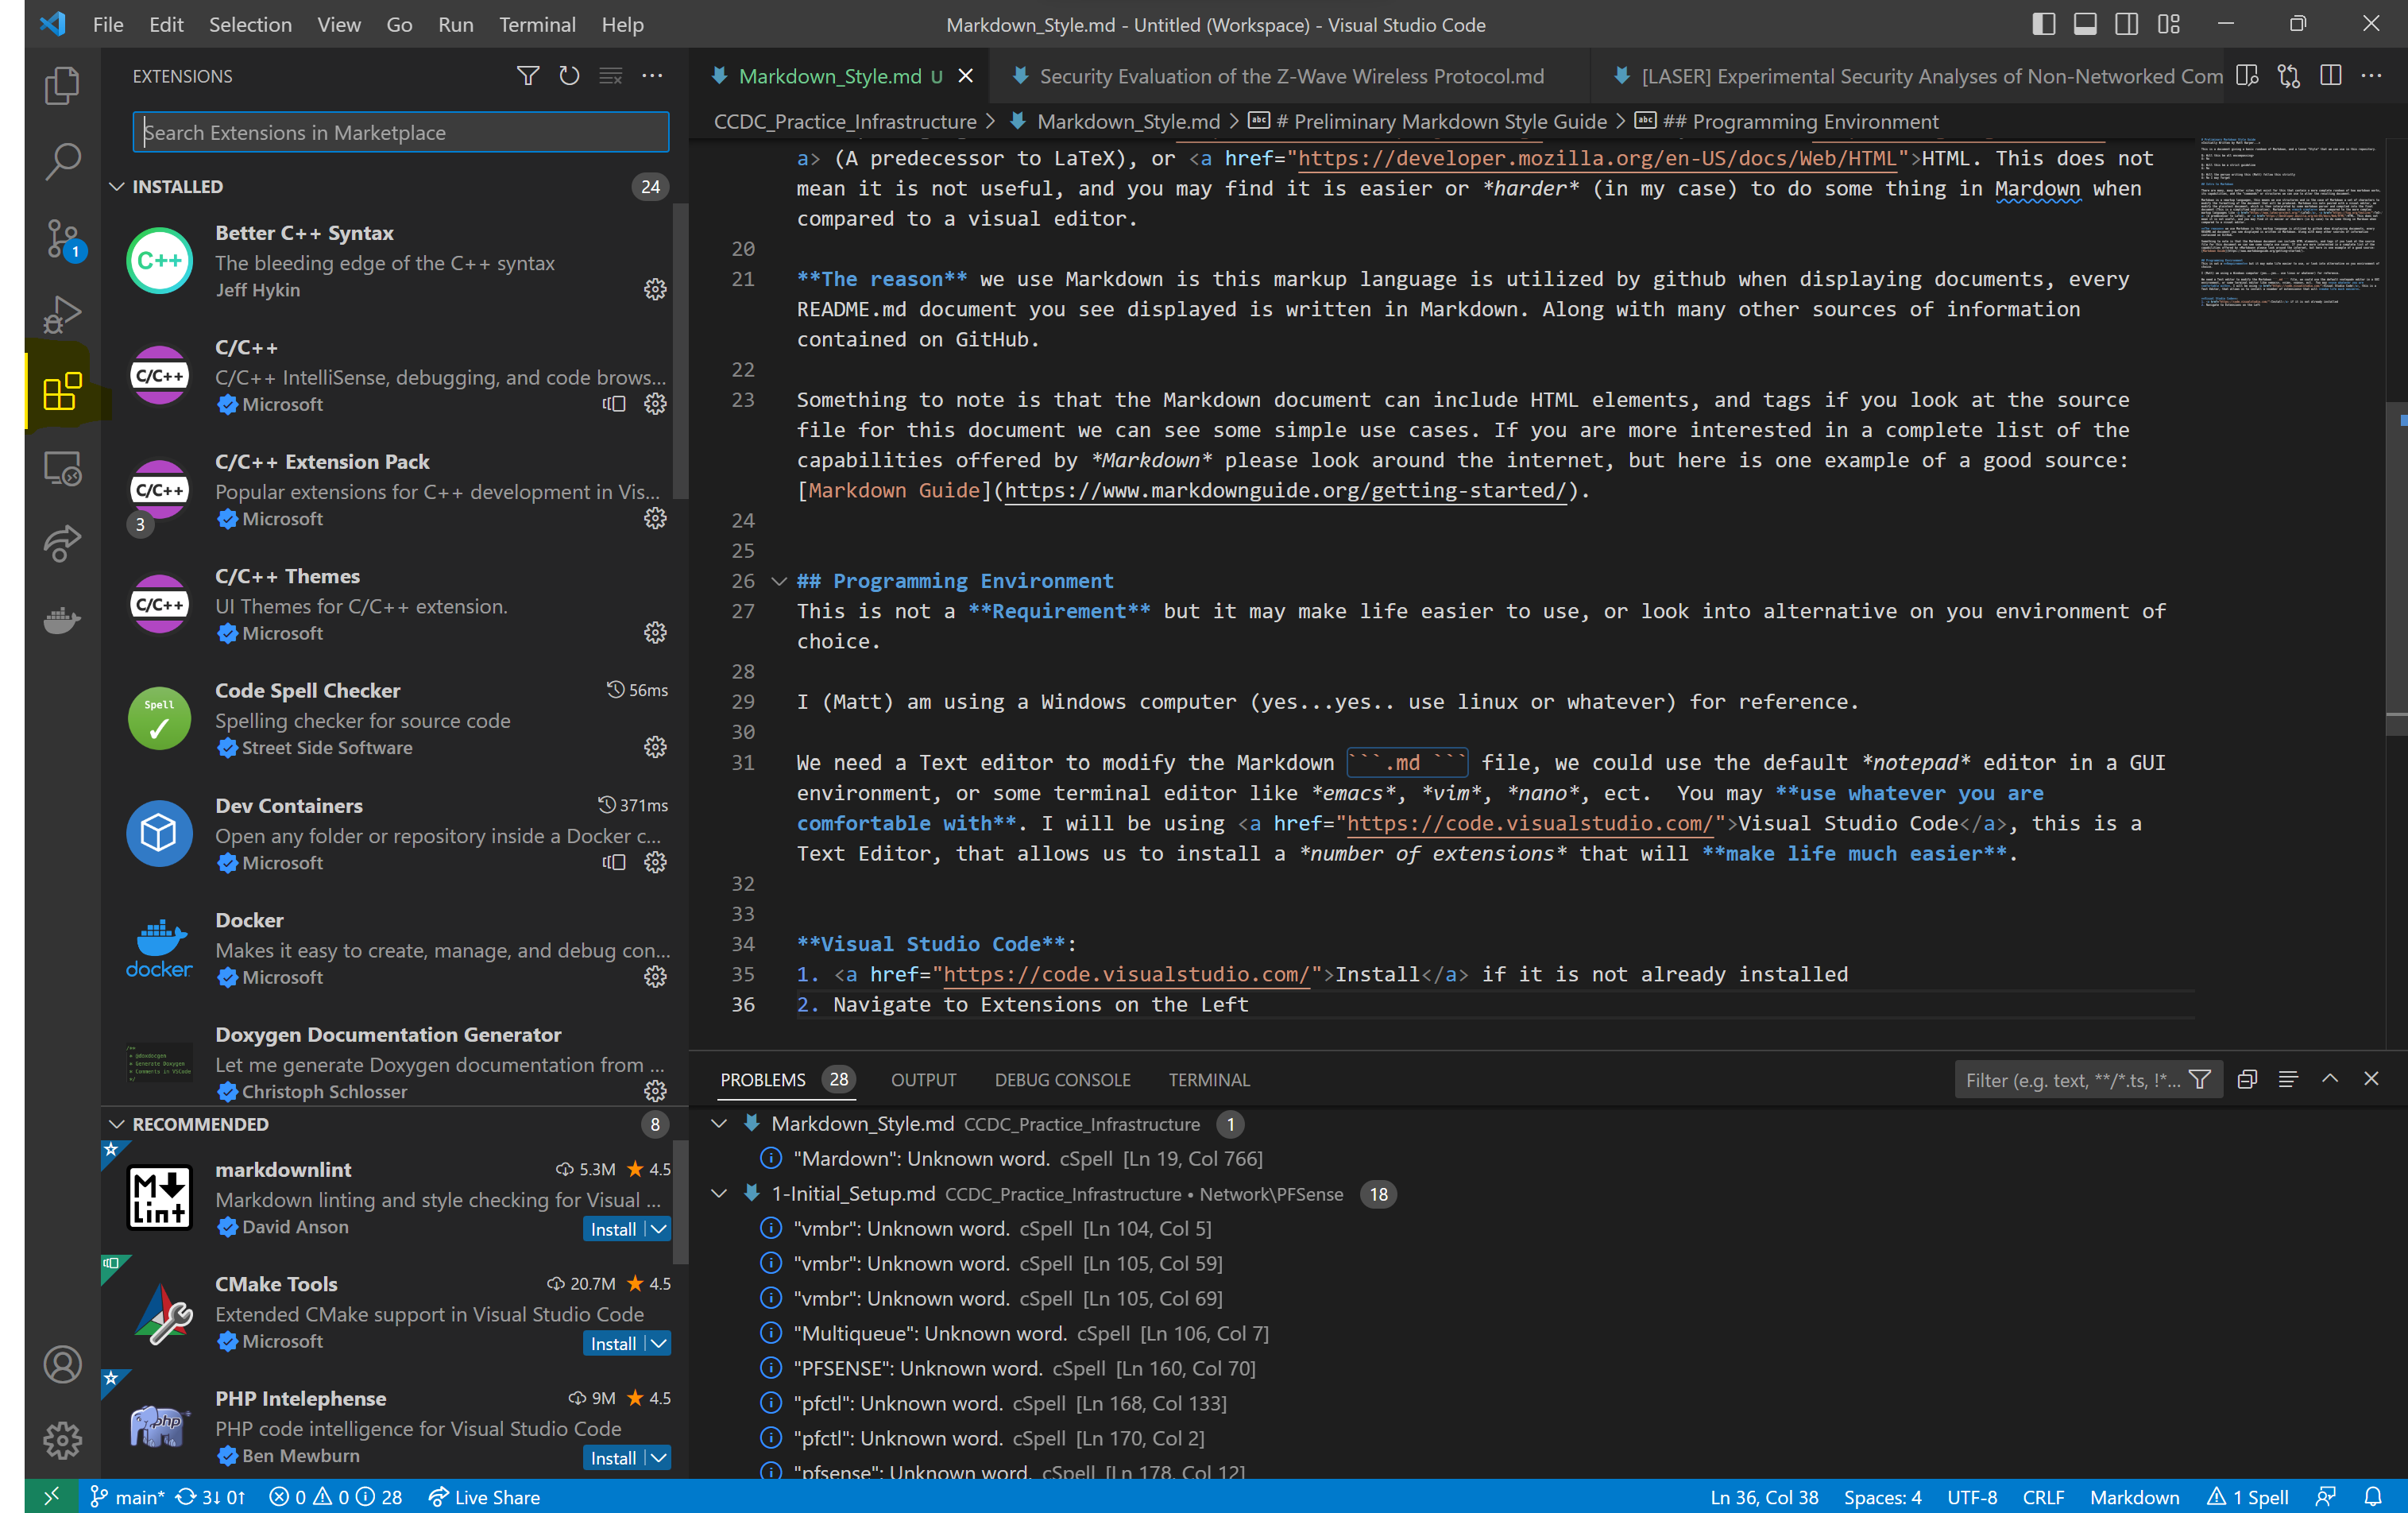 File Edit Selection View Go Run Terminal Help
Markdown_Style.md - Untitled (Workspace) - Visual Studio Code
EXTENSIONS
Search Extensions in Marketplace
INSTALLED 24
Better C++ Syntax
The bleeding edge of the C++ syntax
Jeff Hykin
C++
C/C++
C/C++ IntelliSense, debugging, and code brows...
Microsoft
C/C++
C/C++ Extension Pack
Popular extensions for C++ development in Vis...
Microsoft
C/C++
3
C/C++ Themes
UI Themes for C/C++ extension.
Microsoft
C/C++
Code Spell Checker 56ms
Spelling checker for source code
Street Side Software
Spell
Dev Containers 371ms
Open any folder or repository inside a Docker c...
Microsoft
Docker
Makes it easy to create, manage, and debug con...
Microsoft
docker
Doxygen Documentation Generator
Let me generate Doxygen documentation from ...
Christoph Schlosser
RECOMMENDED 8
markdownlint 5.3M 4.5
Markdown linting and style checking for Visual ...
David Anson Install
M
Lint
CMake Tools 20.7M 4.5
Extended CMake support in Visual Studio Code
Microsoft Install
PHP Intelephense 9M 4.5
PHP code intelligence for Visual Studio Code
Ben Mewburn Install
php
1
Markdown_Style.md U
Security Evaluation of the Z-Wave Wireless Protocol.md
[LASER] Experimental Security Analyses of Non-Networked Com
CCDC_Practice_Infrastructure > Markdown_Style.md > abc # Preliminary Markdown Style Guide > abc ## Programming Environment
a> (A predecessor to LaTeX), or <a href="https://developer.mozilla.org/en-US/docs/Web/HTML">HTML. This does not
mean it is not useful, and you may find it is easier or *harder* (in my case) to do some thing in Mardown when
compared to a visual editor.
20
21 **The reason** we use Markdown is this markup language is utilized by github when displaying documents, every
README.md document you see displayed is written in Markdown. Along with many other sources of information
contained on GitHub.
22
23 Something to note is that the Markdown document can include HTML elements, and tags if you look at the source
file for this document we can see some simple use cases. If you are more interested in a complete list of the
capabilities offered by *Markdown* please look around the internet, but here is one example of a good source:
[Markdown Guide](https://www.markdownguide.org/getting-started/).
24
25
26 ## Programming Environment
27 This is not a **Requirement** but it may make life easier to use, or look into alternative on you environment of
choice.
28
29 I (Matt) am using a Windows computer (yes...yes.. use linux or whatever) for reference.
30
31 We need a Text editor to modify the Markdown ```.md ``` file, we could use the default *notepad* editor in a GUI
environment, or some terminal editor like *emacs*, *vim*, *nano*, ect.  You may **use whatever you are
comfortable with**. I will be using <a href="https://code.visualstudio.com/">Visual Studio Code</a>, this is a
Text Editor, that allows us to install a *number of extensions* that will **make life much easier**.
32
33
34 **Visual Studio Code**:
35 1. <a href="https://code.visualstudio.com/">Install</a> if it is not already installed
36 2. Navigate to Extensions on the Left
PROBLEMS 28 OUTPUT DEBUG CONSOLE TERMINAL
Filter (e.g. text, **/*.ts, !*...
Markdown_Style.md CCDC_Practice_Infrastructure 1
"Mardown": Unknown word. cSpell [Ln 19, Col 766]
1-Initial_Setup.md CCDC_Practice_Infrastructure • Network\PFSense 18
"vmbr": Unknown word. cSpell [Ln 104, Col 5]
"vmbr": Unknown word. cSpell [Ln 105, Col 59]
"vmbr": Unknown word. cSpell [Ln 105, Col 69]
"Multiqueue": Unknown word. cSpell [Ln 106, Col 7]
"PFSENSE": Unknown word. cSpell [Ln 160, Col 70]
"pfctl": Unknown word. cSpell [Ln 168, Col 133]
"pfctl": Unknown word. cSpell [Ln 170, Col 2]
"pfsense": Unknown word. cSpell [Ln 178, Col 12]
main* 3↓ 0↑ 0 0 28 Live Share
Ln 36, Col 38 Spaces: 4 UTF-8 CRLF Markdown 1 Spell